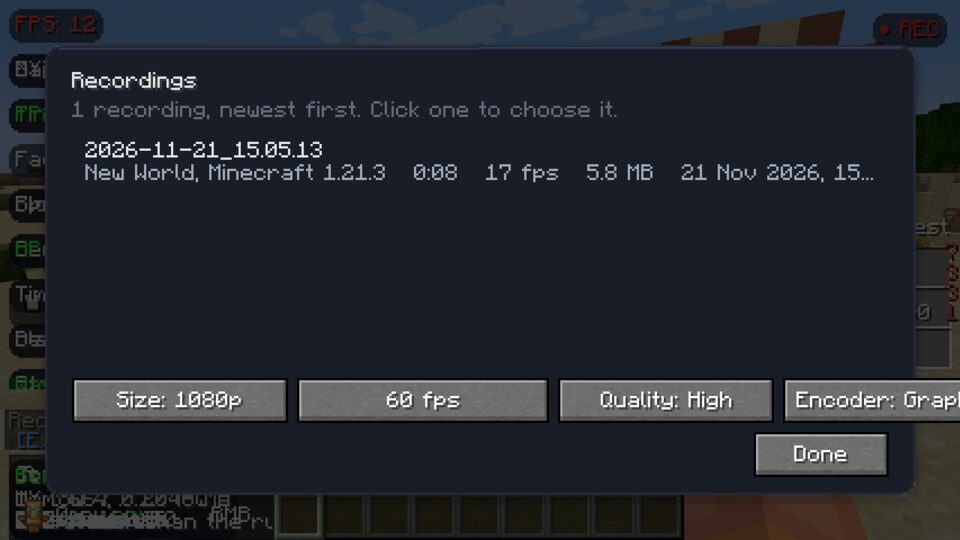 FPS: 12
REC
Recordings
1 recording, newest first. Click one to choose it.
2026-11-21_15.05.13
New World, Minecraft 1.21.3 0:08 17 fps 5.8 MB 21 Nov 2026, 15...
Size: 1080p
60 fps
Quality: High
Encoder: Grap
Done